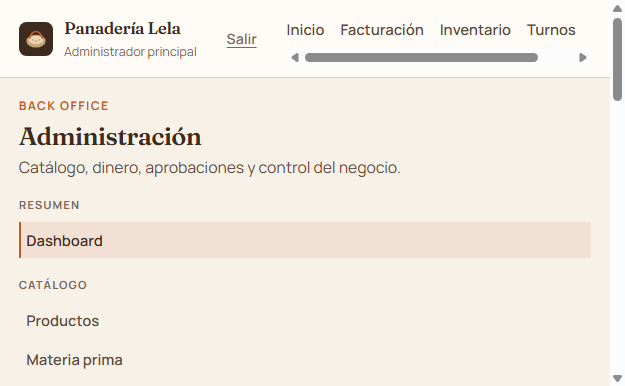 Panadería Lela
Administrador principal
Salir
Inicio Facturación Inventario Turnos
BACK OFFICE
Administración
Catálogo, dinero, aprobaciones y control del negocio.
RESUMEN
Dashboard
CATÁLOGO
Productos
Materia prima